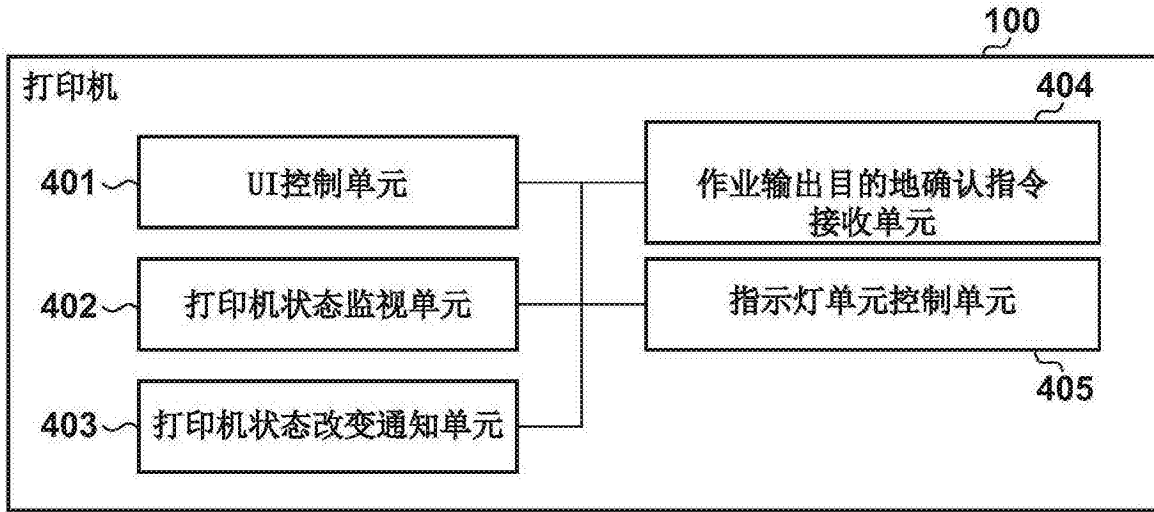 100
打印机
404
401
UI控制单元
作业输出目的地确认指令
接收单元
402
打印机状态监视单元
指示灯单元控制单元
405
403
打印机状态改变通知单元